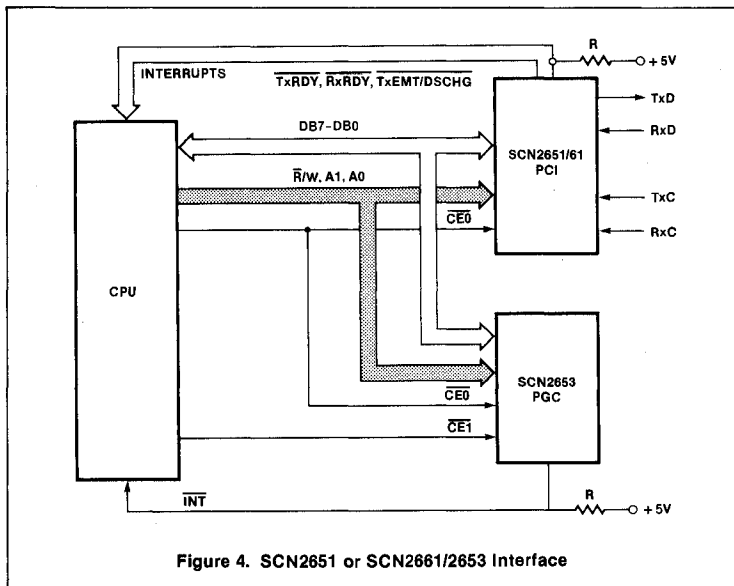 R
+ 5V
INTERRUPTS
TxRDY, RxRDY, TxEMT/DSCHG
TxD
DB7-DB0
RxD
SCN2651/61
PCI
R/W, A1, A0
TxC
CE0
RxC
CPU
SCN2653
PGC
CE0
CE1
R
INT
+ 5V
Figure 4. SCN2651 or SCN2661/2653 Interface